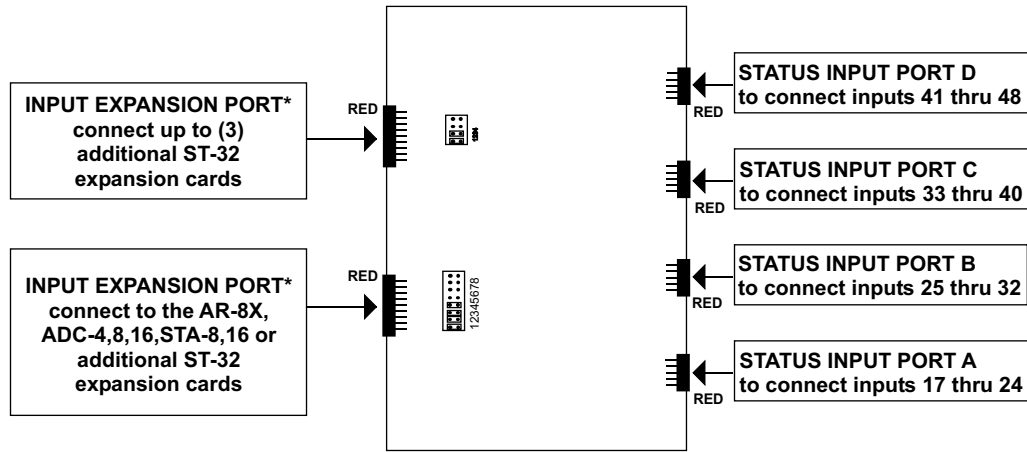 INPUT EXPANSION PORT*
connect up to (3)
additional ST-32
expansion cards
RED
1234
INPUT EXPANSION PORT*
connect to the AR-8X,
ADC-4,8,16,STA-8,16 or
additional ST-32
expansion cards
RED
12345678
STATUS INPUT PORT D
to connect inputs 41 thru 48
RED
STATUS INPUT PORT C
to connect inputs 33 thru 40
RED
STATUS INPUT PORT B
to connect inputs 25 thru 32
RED
STATUS INPUT PORT A
to connect inputs 17 thru 24
RED